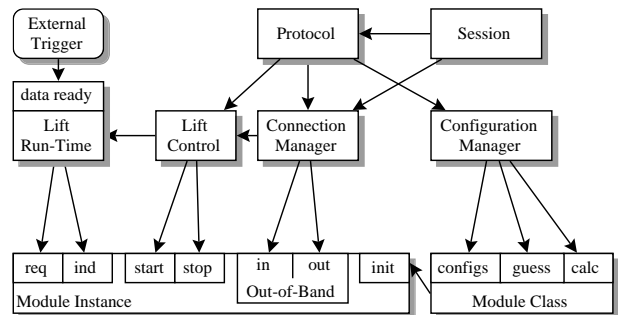 External
Trigger
Protocol
Session
data ready
Lift
Run-Time
Lift
Control
Connection
Manager
Configuration
Manager
req
ind
start
stop
in
out
Out-of-Band
init
Module Instance
configs
guess
calc
Module Class